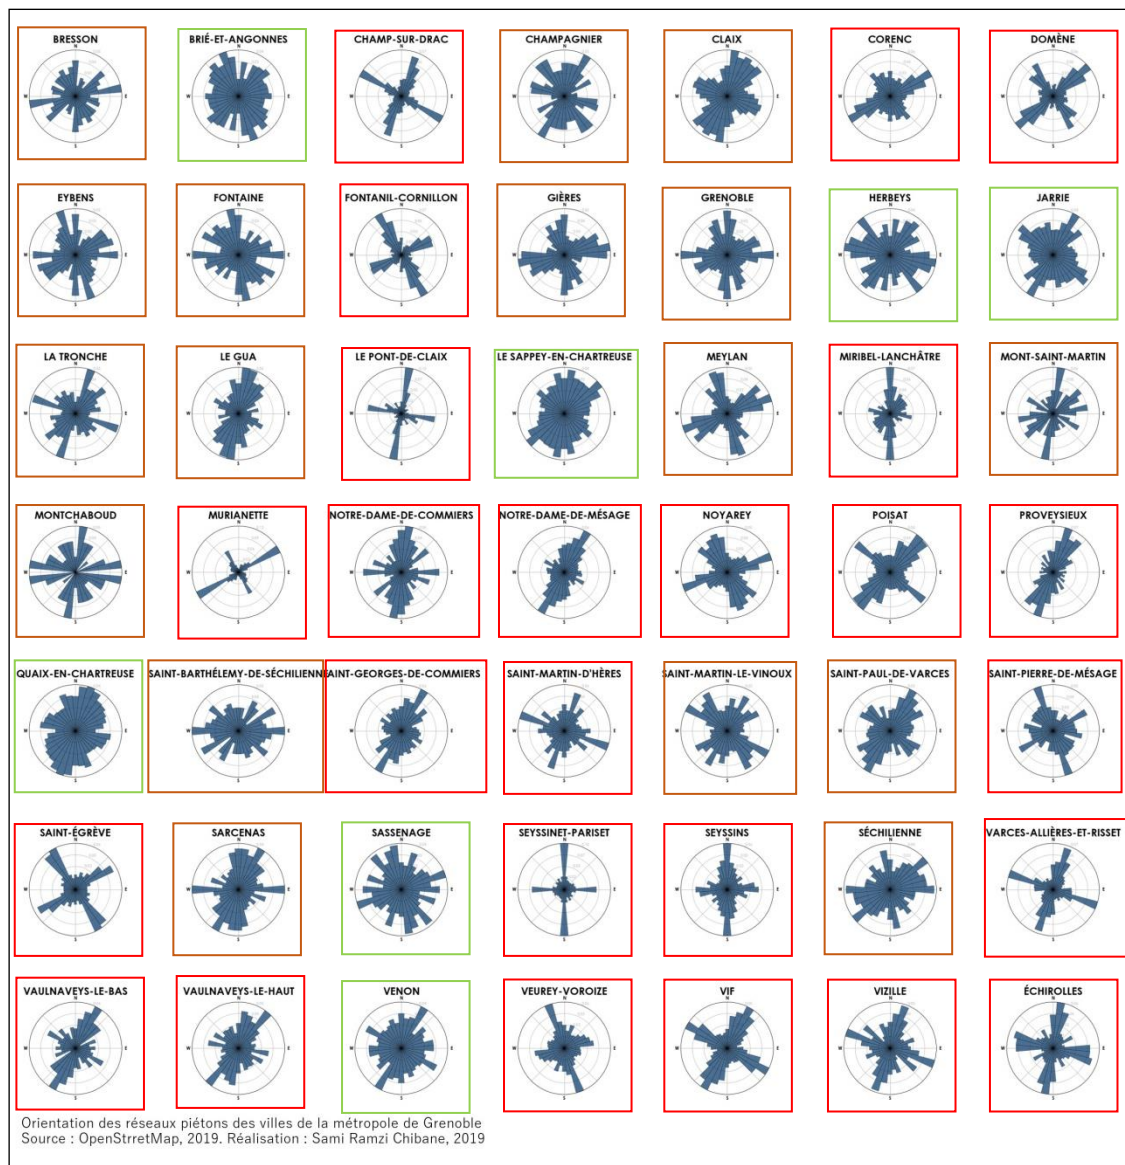 BRESSON BRIÉ-ET-ANGONNES CHAMP-SUR-DRAC CHAMPAGNIER CLAIX CORENC DOMÈNE
N N N N N N N
W E W E W E W E W E W E W E
S S S S S S S
EYBENS FONTAINE FONTANIL-CORNILLON GIÈRES GRENOBLE HERBEYS JARRIE
N N N N N N N
W E W E W E W E W E W E W E
S S S S S S S
LA TRONCHE LE GUA LE PONT-DE-CLAIX LE SAPPEY-EN-CHARTREUSE MEYLAN MIRIBEL-LANCHÂTRE MONT-SAINT-MARTIN
N N N N N N N
W E W E W E W E W E W E W E
S S S S S S S
MONTCHABOUD MURIANETTE NOTRE-DAME-DE-COMMIERS NOTRE-DAME-DE-MÉSAGE NOYAREY POISAT PROVEYSIEUX
N N N N N N N
W E W E W E W E W E W E W E
S S S S S S S
QUAIX-EN-CHARTREUSE SAINT-BARTHÉLEMY-DE-SÉCHILIENNE SAINT-GEORGES-DE-COMMIERS SAINT-MARTIN-D'HÈRES SAINT-MARTIN-LE-VINOUX SAINT-PAUL-DE-VARCES SAINT-PIERRE-DE-MÉSAGE
N N N N N N N
W E W E W E W E W E W E W E
S S S S S S S
SAINT-ÉGRÈVE SARCENAS SASSENAGE SEYSSINET-PARISET SEYSSINS SÉCHILIENNE VARCES-ALLIÈRES-ET-RISSET
N N N N N N N
W E W E W E W E W E W E W E
S S S S S S S
VAULNAVEYS-LE-BAS VAULNAVEYS-LE-HAUT VENON VEUREY-VOROIZE VIF VIZILLE ÉCHIROLLES
N N N N N N N
W E W E W E W E W E W E W E
S S S S S S S
Orientation des réseaux piétons des villes de la métropole de Grenoble
Source : OpenStrretMap, 2019. Réalisation : Sami Ramzi Chibane, 2019